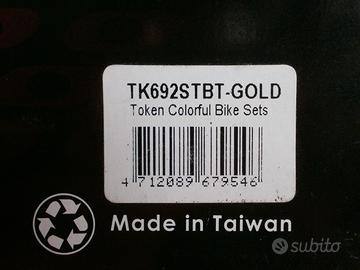 TK692STBT-GOLD
Token Colorful Bike Sets
4 712089 679546
Made in Taiwan
subito